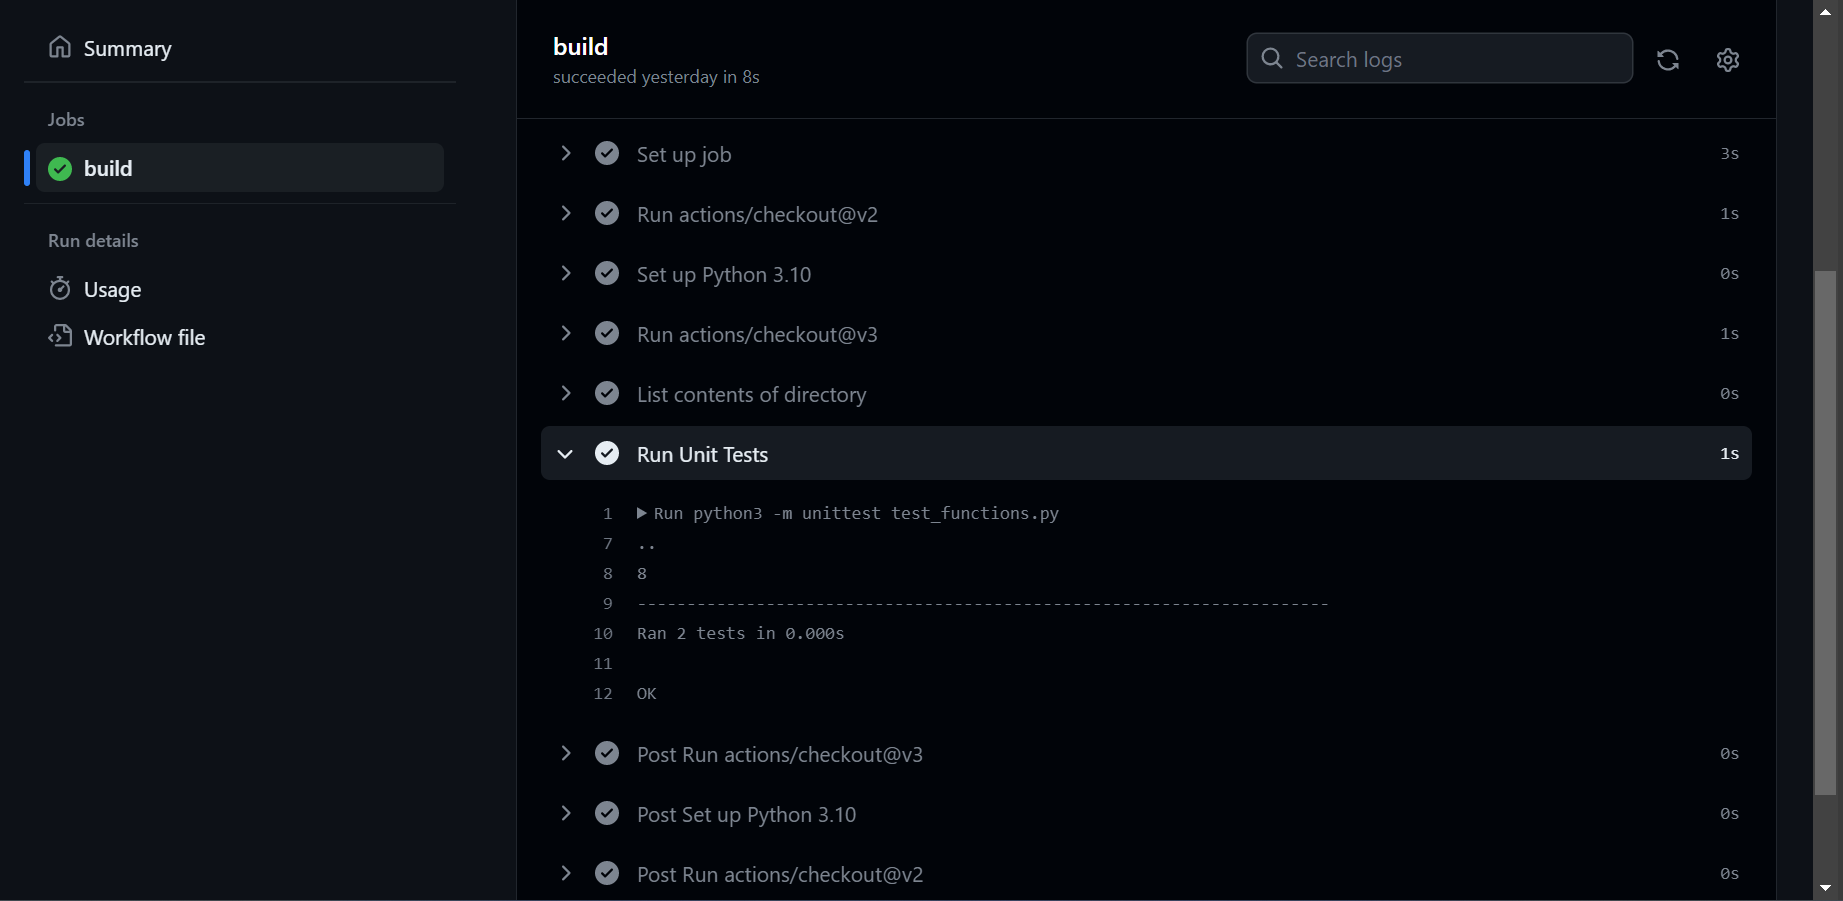 Summary
Jobs
build
Run details
Usage
Workflow file
build
succeeded yesterday in 8s
Search logs
Set up job 3s
Run actions/checkout@v2 1s
Set up Python 3.10 0s
Run actions/checkout@v3 1s
List contents of directory 0s
Run Unit Tests 1s
1 Run python3 -m unittest test_functions.py
7 ..
8 8
9 ----------------------------------------------------------------------
10 Ran 2 tests in 0.000s
11
12 OK
Post Run actions/checkout@v3 0s
Post Set up Python 3.10 0s
Post Run actions/checkout@v2 0s